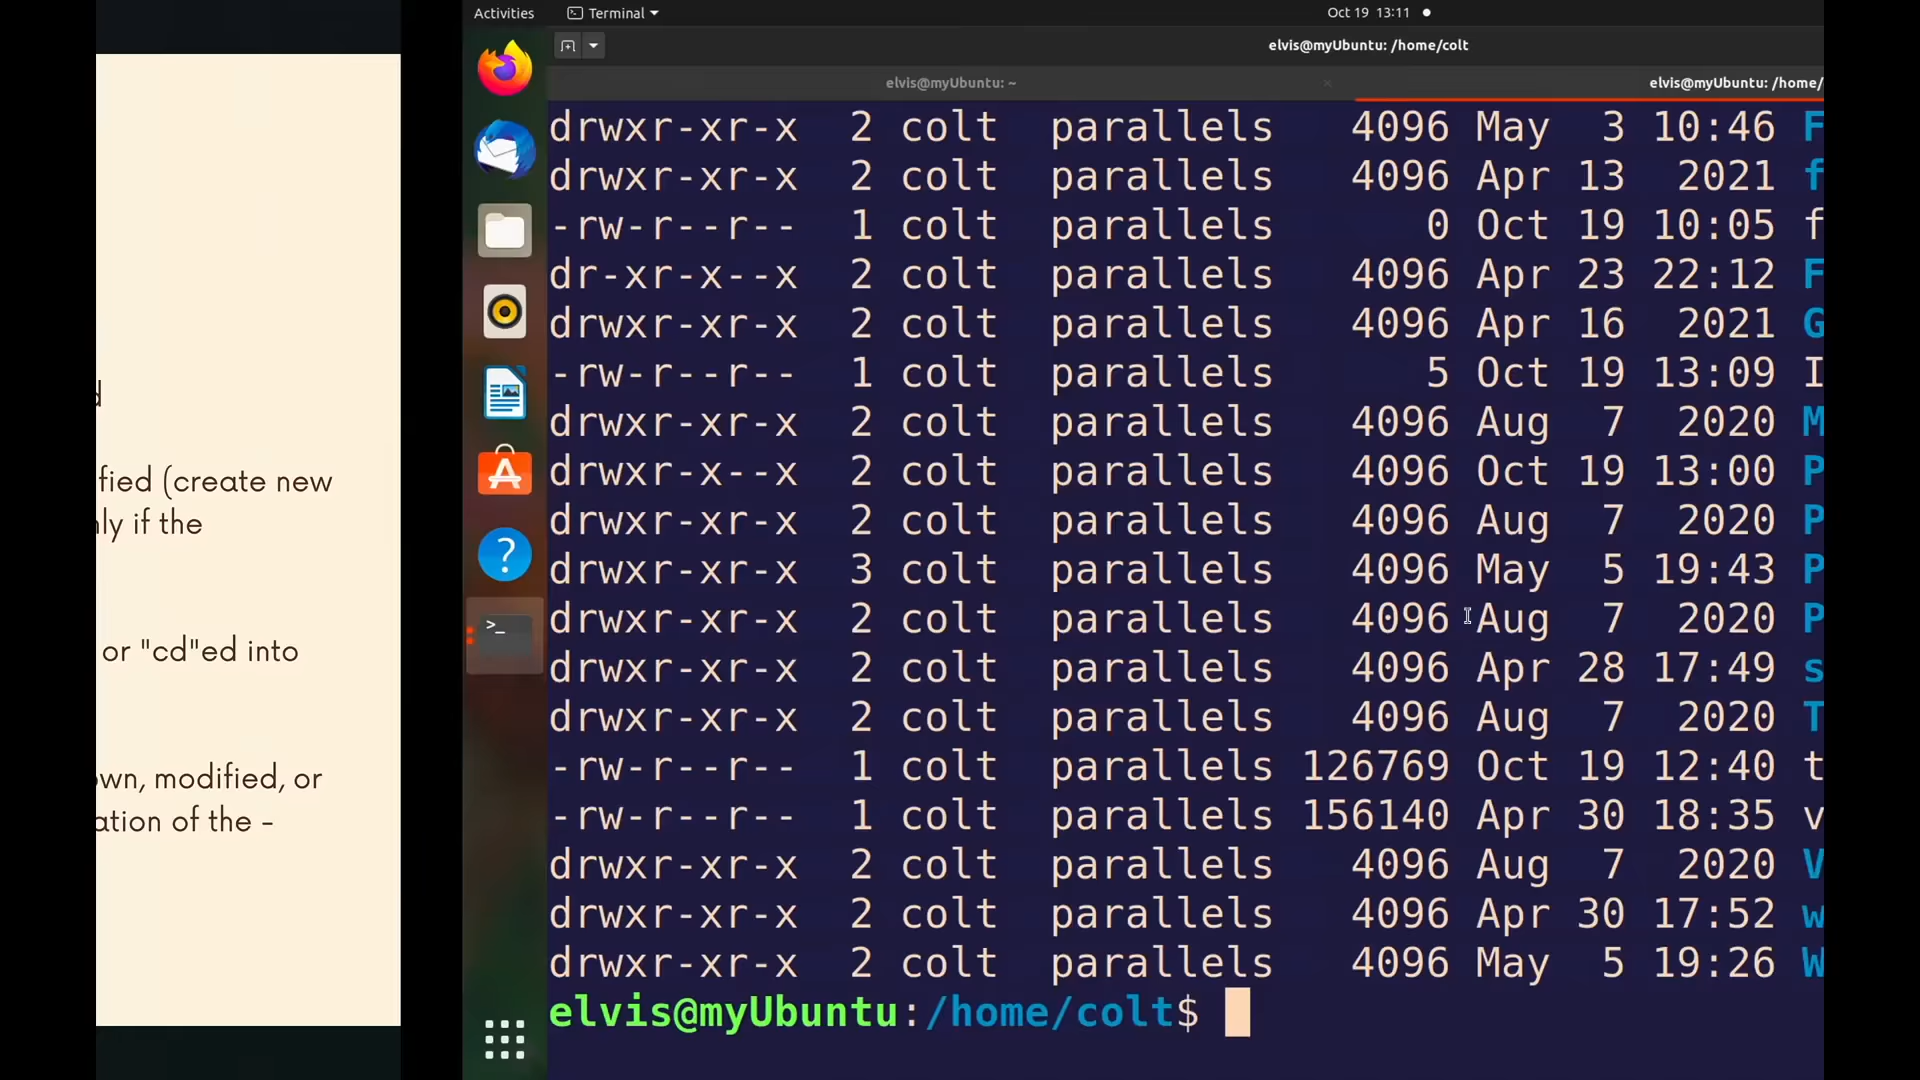 d
fied (create new
nly if the
or "cd"ed into
own, modified, or
ation of the -
Activities
Terminal
Oct 19 13:11
elvis@myUbuntu: /home/colt
elvis@myUbuntu: ~
elvis@myUbuntu: /home/
drwxr-xr-x 2 colt parallels 4096 May 3 10:46 F
drwxr-xr-x 2 colt parallels 4096 Apr 13 2021 f
-rw-r--r-- 1 colt parallels 0 Oct 19 10:05 f
dr-xr-x--x 2 colt parallels 4096 Apr 23 22:12 F
drwxr-xr-x 2 colt parallels 4096 Apr 16 2021 G
-rw-r--r-- 1 colt parallels 5 Oct 19 13:09 I
drwxr-xr-x 2 colt parallels 4096 Aug 7 2020 M
drwxr-x--x 2 colt parallels 4096 Oct 19 13:00 P
drwxr-xr-x 2 colt parallels 4096 Aug 7 2020 P
drwxr-xr-x 3 colt parallels 4096 May 5 19:43 P
drwxr-xr-x 2 colt parallels 4096 Aug 7 2020 P
drwxr-xr-x 2 colt parallels 4096 Apr 28 17:49 s
drwxr-xr-x 2 colt parallels 4096 Aug 7 2020 T
-rw-r--r-- 1 colt parallels 126769 Oct 19 12:40 t
-rw-r--r-- 1 colt parallels 156140 Apr 30 18:35 v
drwxr-xr-x 2 colt parallels 4096 Aug 7 2020 V
drwxr-xr-x 2 colt parallels 4096 Apr 30 17:52 w
drwxr-xr-x 2 colt parallels 4096 May 5 19:26 W
elvis@myUbuntu:/home/colt$